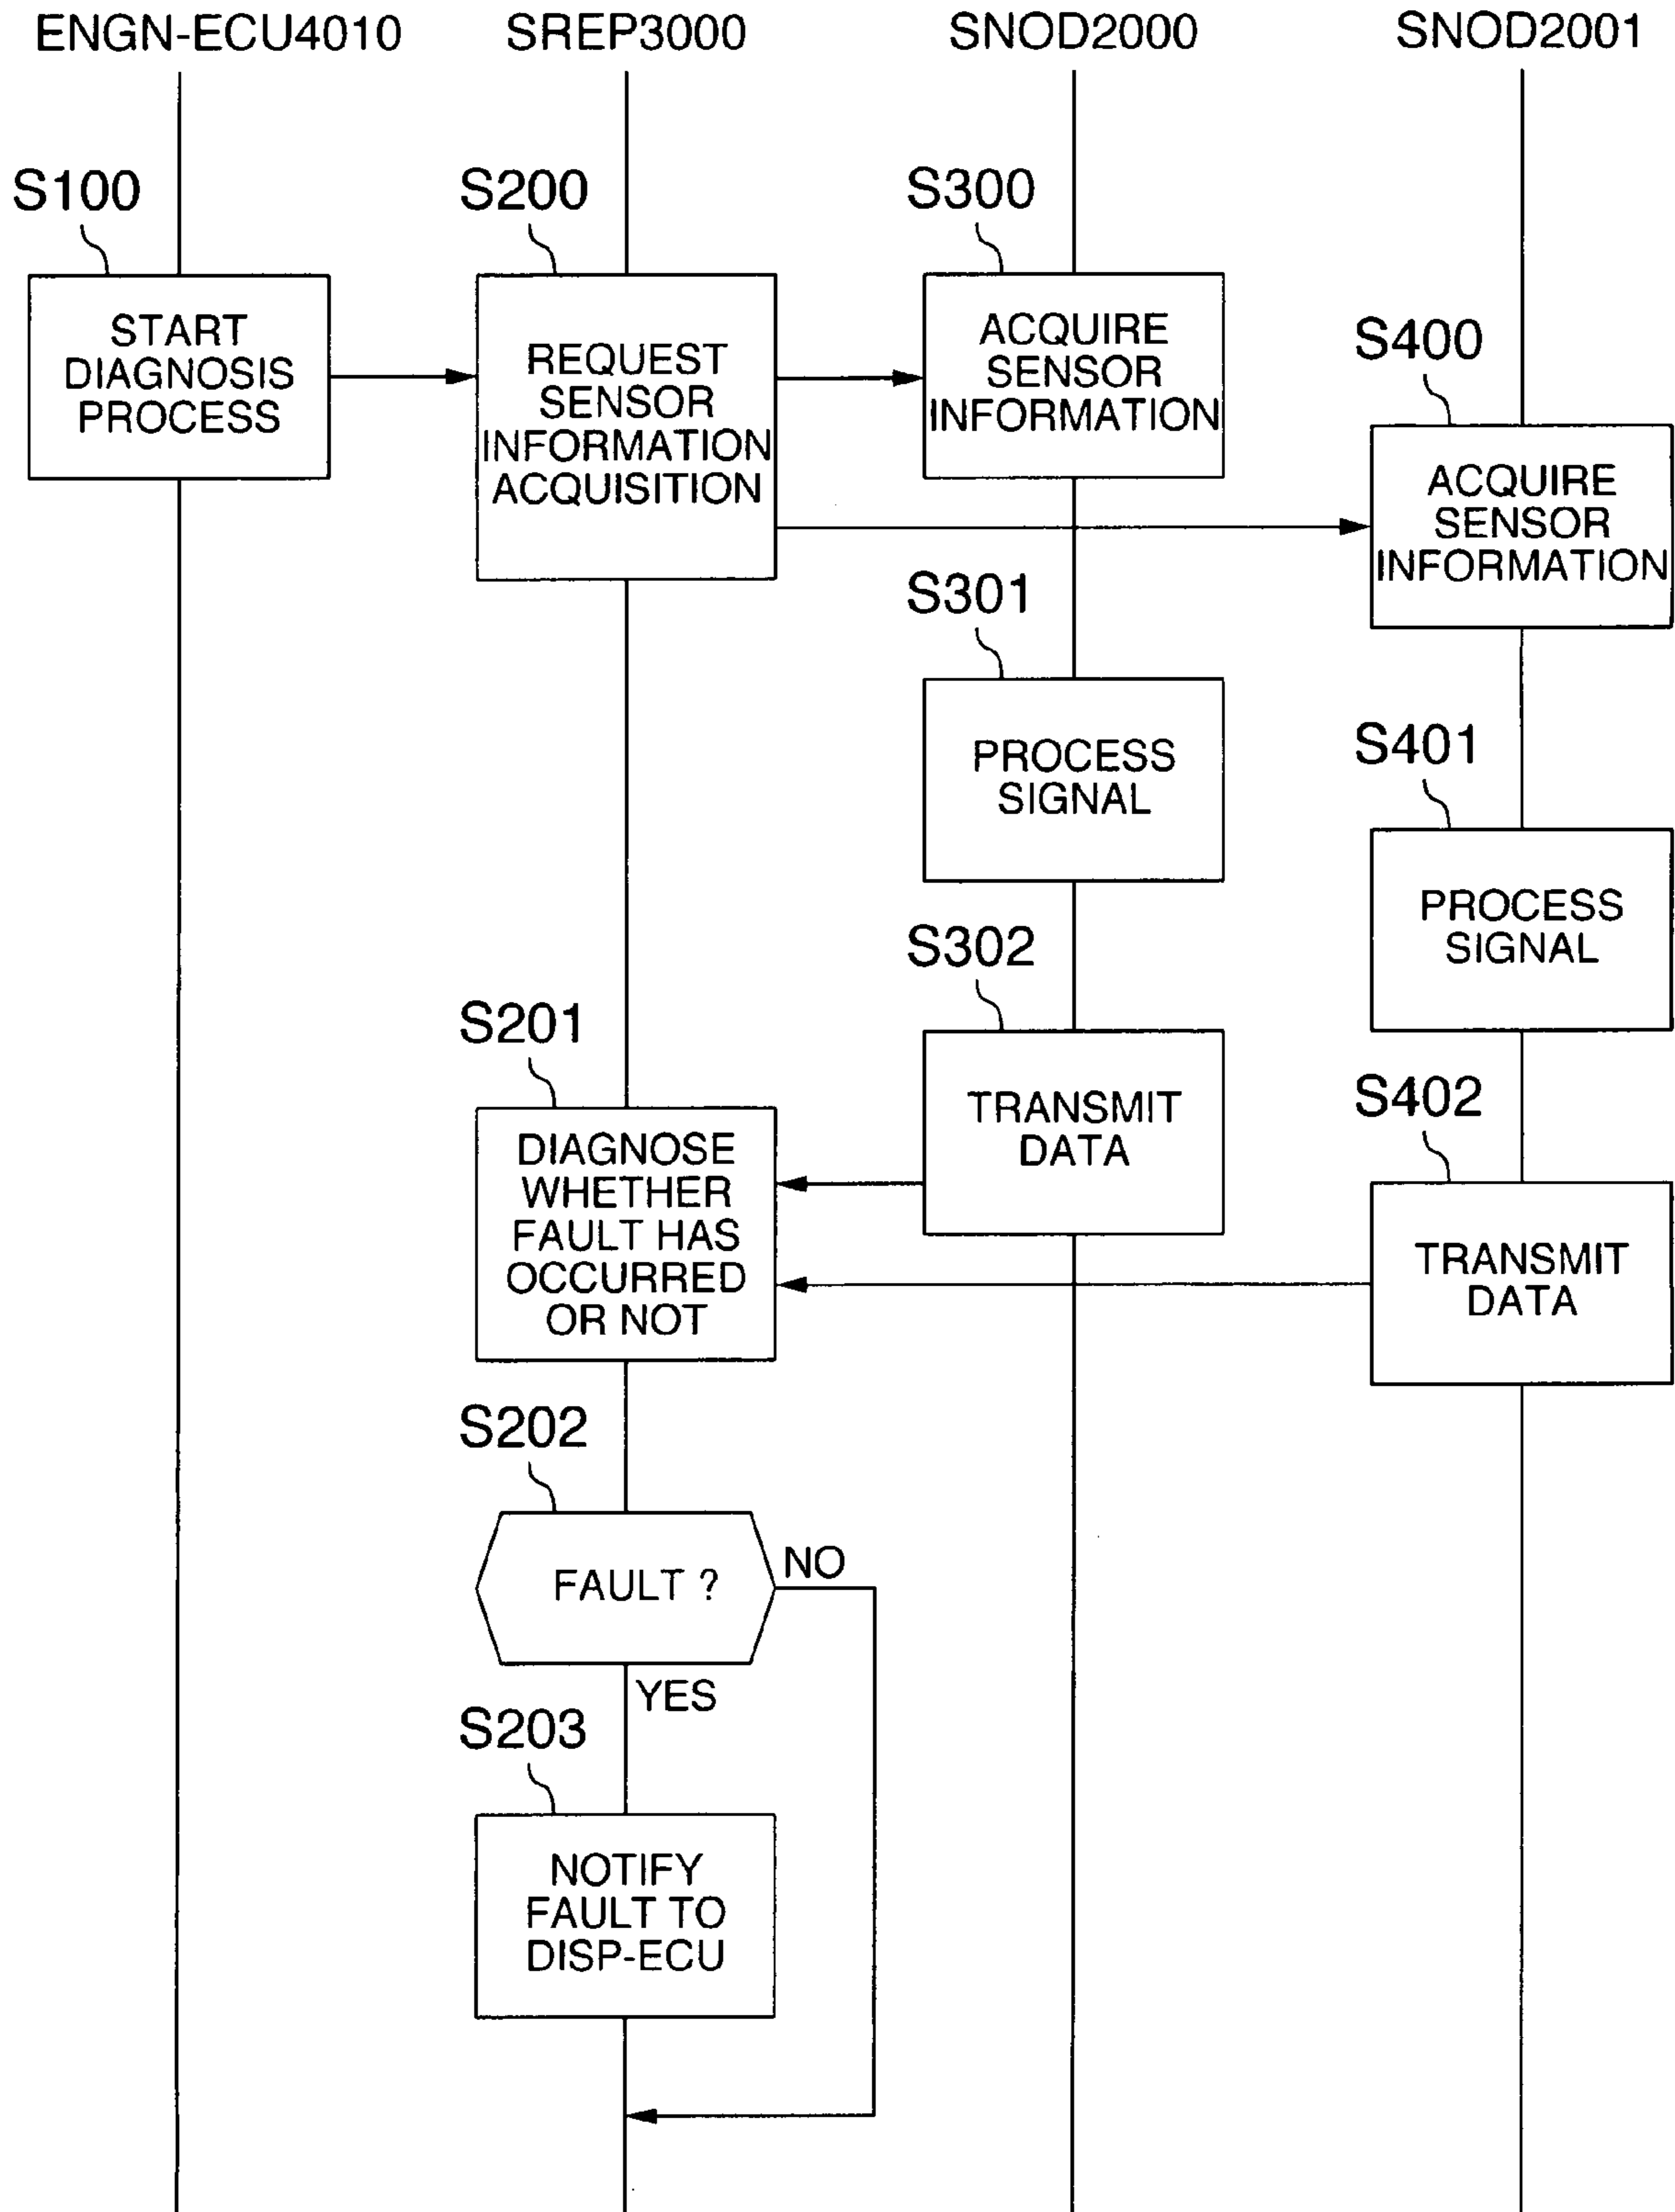 ENGN-ECU4010
SREP3000
SNOD2000
SNOD2001
S100
START
DIAGNOSIS
PROCESS
S200
REQUEST
SENSOR
INFORMATION
ACQUISITION
S300
ACQUIRE
SENSOR
INFORMATION
S400
ACQUIRE
SENSOR
INFORMATION
S301
PROCESS
SIGNAL
S401
PROCESS
SIGNAL
S302
TRANSMIT
DATA
S402
TRANSMIT
DATA
S201
DIAGNOSE
WHETHER
FAULT HAS
OCCURRED
OR NOT
S202
FAULT ?
NO
YES
S203
NOTIFY
FAULT TO
DISP-ECU